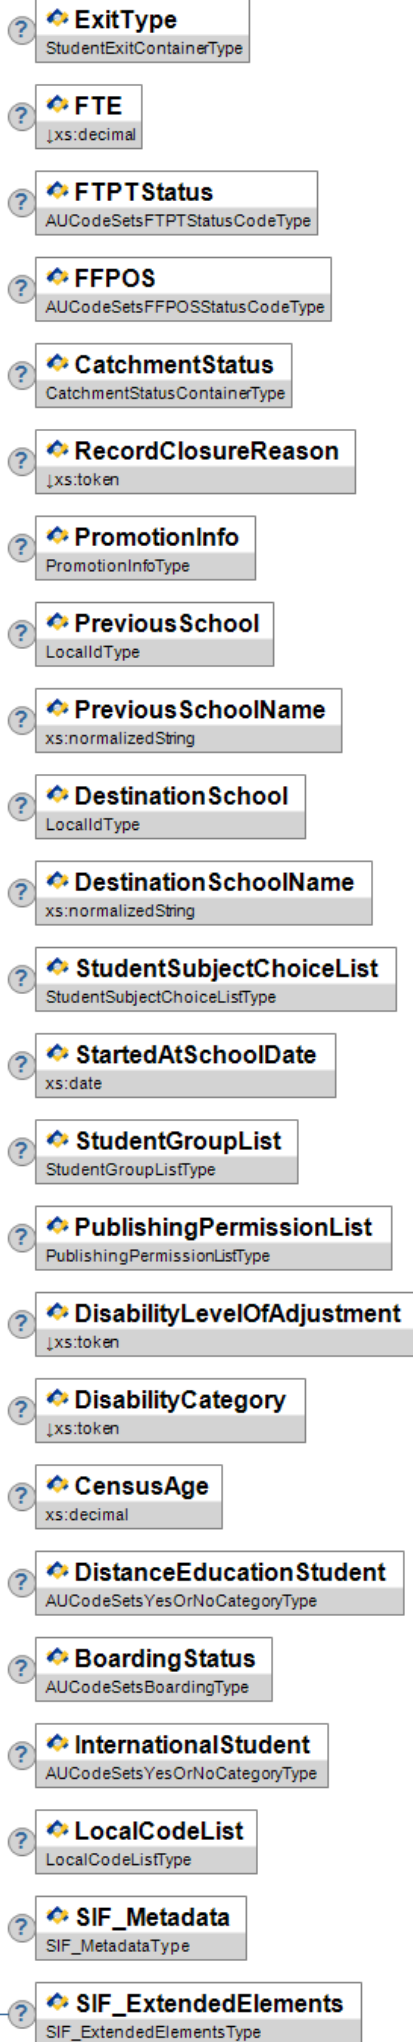 ? ExitType
StudentExitContainerType
? FTE
↓xs:decimal
? FTPTStatus
AUCodeSetsFTPTStatusCodeType
? FFPOS
AUCodeSetsFFPOSStatusCodeType
? CatchmentStatus
CatchmentStatusContainerType
? RecordClosureReason
↓xs:token
? PromotionInfo
PromotionInfoType
? PreviousSchool
LocalIdType
? PreviousSchoolName
xs:normalizedString
? DestinationSchool
LocalIdType
? DestinationSchoolName
xs:normalizedString
? StudentSubjectChoiceList
StudentSubjectChoiceListType
? StartedAtSchoolDate
xs:date
? StudentGroupList
StudentGroupListType
? PublishingPermissionList
PublishingPermissionListType
? DisabilityLevelOfAdjustment
↓xs:token
? DisabilityCategory
↓xs:token
? CensusAge
xs:decimal
? DistanceEducationStudent
AUCodeSetsYesOrNoCategoryType
? BoardingStatus
AUCodeSetsBoardingType
? InternationalStudent
AUCodeSetsYesOrNoCategoryType
? LocalCodeList
LocalCodeListType
? SIF_Metadata
SIF_MetadataType
? SIF_ExtendedElements
SIF_ExtendedElementsType